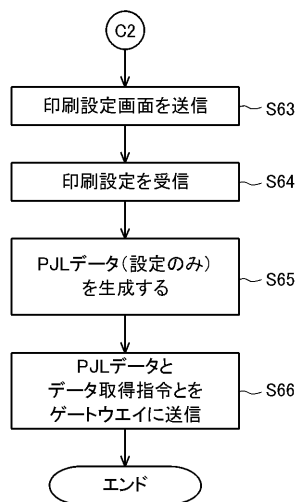 C2
印刷設定画面を送信
S63
印刷設定を受信
S64
PJLデータ(設定のみ)
を生成する
S65
PJLデータと
データ取得指令とを
ゲートウエイに送信
S66
エンド